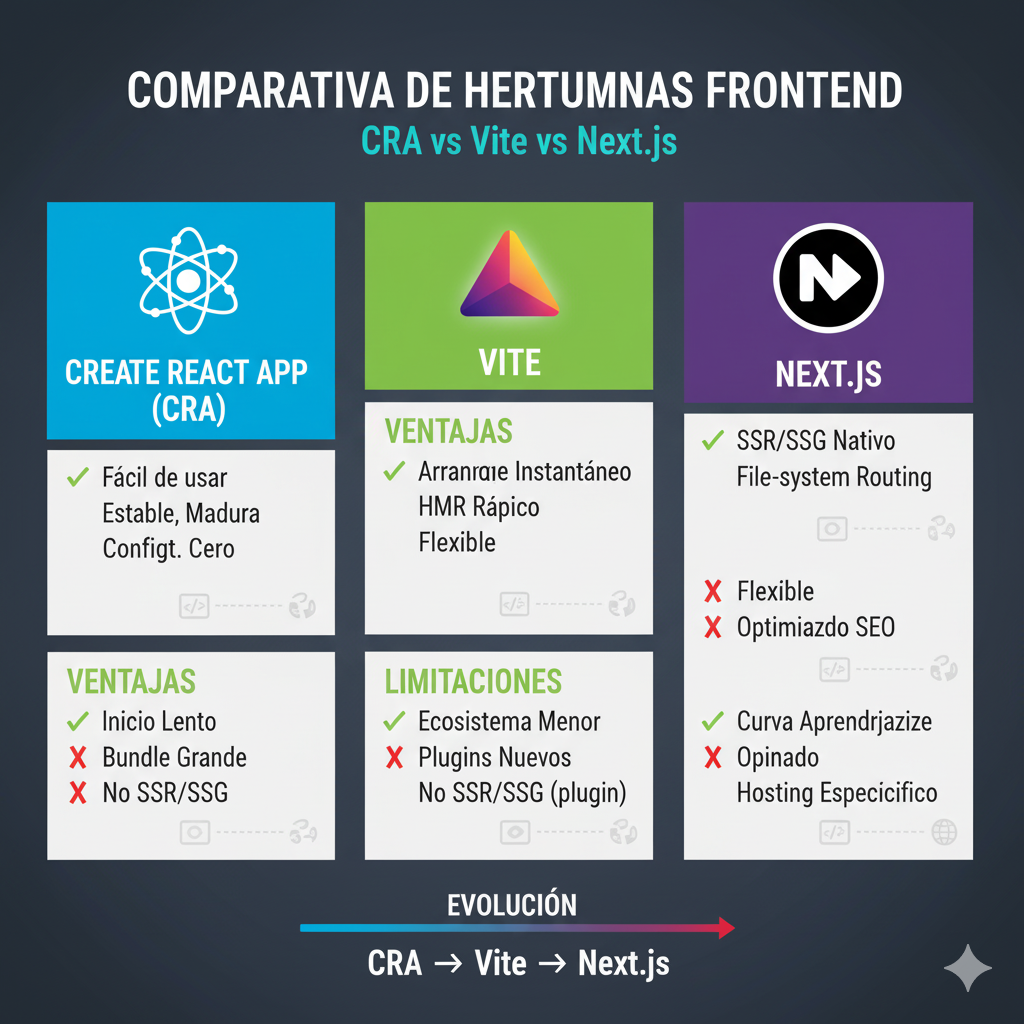 COMPARATIVA DE HERTUMNAS FRONTEND
CRA vs Vite vs Next.js
CREATE REACT APP
(CRA)
Fácil de usar
Estable, Madura
Configt. Cero
VENTAJAS
Inicio Lento
Bundle Grande
No SSR/SSG
VITE
VENTAJAS
Arranɑre Instantáneo
HMR Rápico
Flexible
LIMITACIONES
Ecosistema Menor
Plugins Nuevos
No SSR/SSG (plugin)
NEXT.JS
SSR/SSG Nativo
File-system Routing
Flexible
Optimiazdo SEO
Curva Aprendrjazize
Opinado
Hosting Especícifico
EVOLUCIÓN
CRA → Vite → Next.js